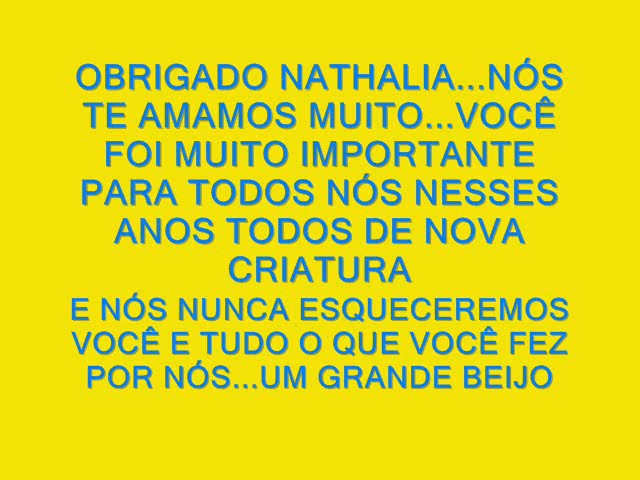 OBRIGADO NATHALIA...NÓS
TE AMAMOS MUITO...VOCÊ
FOI MUITO IMPORTANTE
PARA TODOS NÓS NESSES
ANOS TODOS DE NOVA
CRIATURA
E NÓS NUNCA ESQUECEREMOS
VOCÊ E TUDO O QUE VOCÊ FEZ
POR NÓS...UM GRANDE BEIJO